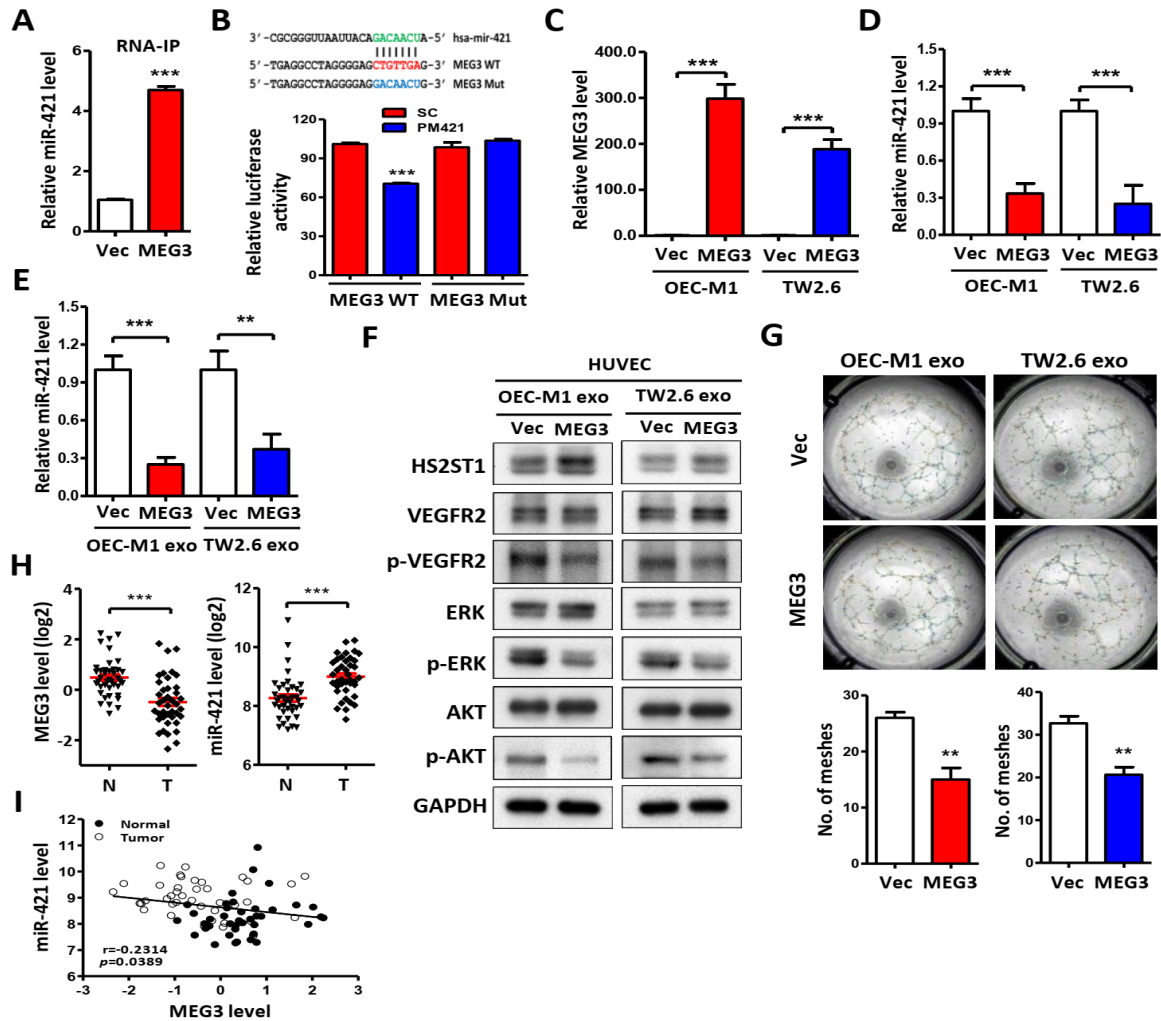 A
RNA-IP
***
Relative miR-421 level
6
4
2
0
Vec MEG3
B
3′-CGCGGGUUAAUUACAGACAACUA-5′ hsa-mir-421
5′-TGAGGCCTAGGGGAGCTGTTGAG-3′ MEG3 WT
5′-TGAGGCCTAGGGGAGGACAACUG-3′ MEG3 Mut
SC
PM421
***
Relative luciferase
activity
120
90
60
30
0
MEG3 WT MEG3 Mut
C
*** ***
Relative MEG3 level
400.0
300.0
200.0
100.0
0.0
Vec MEG3 Vec MEG3
OEC-M1 TW2.6
D
*** ***
Relative miR-421 level
1.5
1.2
0.9
0.6
0.3
0.0
Vec MEG3 Vec MEG3
OEC-M1 TW2.6
E
*** **
Relative miR-421 level
1.5
1.2
0.9
0.6
0.3
0.0
Vec MEG3 Vec MEG3
OEC-M1 exo TW2.6 exo
F
HUVEC
OEC-M1 exo TW2.6 exo
Vec MEG3 Vec MEG3
HS2ST1
VEGFR2
p-VEGFR2
ERK
p-ERK
AKT
p-AKT
GAPDH
G
OEC-M1 exo TW2.6 exo
Vec
MEG3
No. of meshes
30
20
10
0
**
Vec MEG3
No. of meshes
60
40
20
0
**
Vec MEG3
H
***
MEG3 level (log2)
4
2
0
-2
N T
***
miR-421 level (log2)
12
10
8
6
N T
I
Normal
Tumor
miR-421 level
12
11
10
9
8
7
6
r=-0.2314
p=0.0389
-3 -2 -1 0 1 2 3
MEG3 level